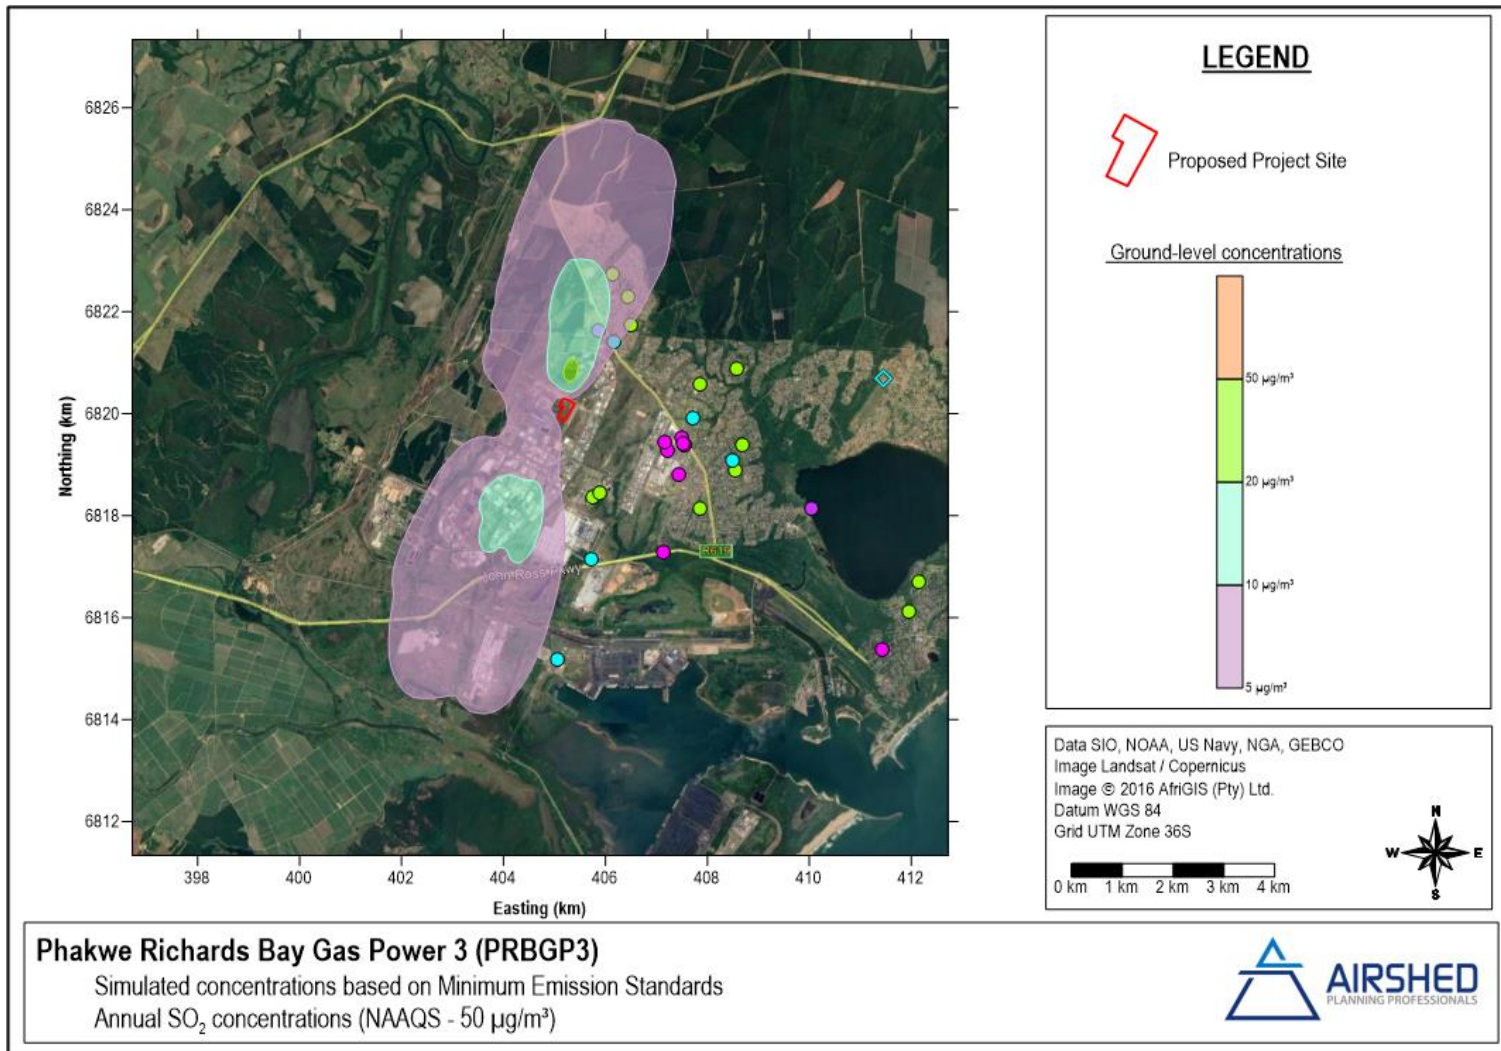 6826
6824
6822
6820
6818
6816
6814
6812
Northing (km)
398
400
402
404
406
408
410
412
Easting (km)
John Ross Pkwy
LEGEND
Proposed Project Site
Ground-level concentrations
50 µg/m³
20 µg/m³
10 µg/m³
5 µg/m³
Data SIO, NOAA, US Navy, NGA, GEBCO
Image Landsat / Copernicus
Image © 2016 AfriGIS (Pty) Ltd.
Datum WGS 84
Grid UTM Zone 36S
0 km 1 km 2 km 3 km 4 km
N
W E
S
Phakwe Richards Bay Gas Power 3 (PRBGP3)
Simulated concentrations based on Minimum Emission Standards
Annual SO₂ concentrations (NAAQS - 50 µg/m³)
AIRSHED
PLANNING PROFESSIONALS